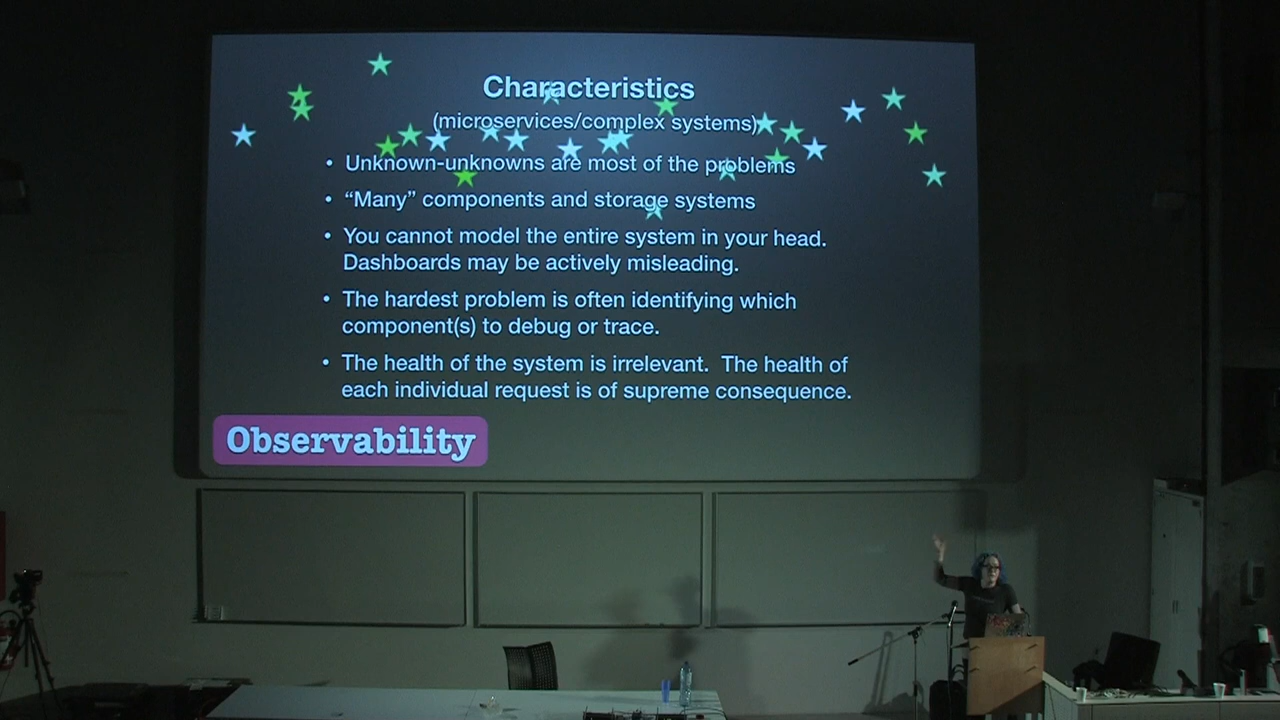 Characteristics
(microservices/complex systems)
• Unknown-unknowns are most of the problems
• “Many” components and storage systems
• You cannot model the entire system in your head.
Dashboards may be actively misleading.
• The hardest problem is often identifying which
component(s) to debug or trace.
• The health of the system is irrelevant. The health of
each individual request is of supreme consequence.
Observability